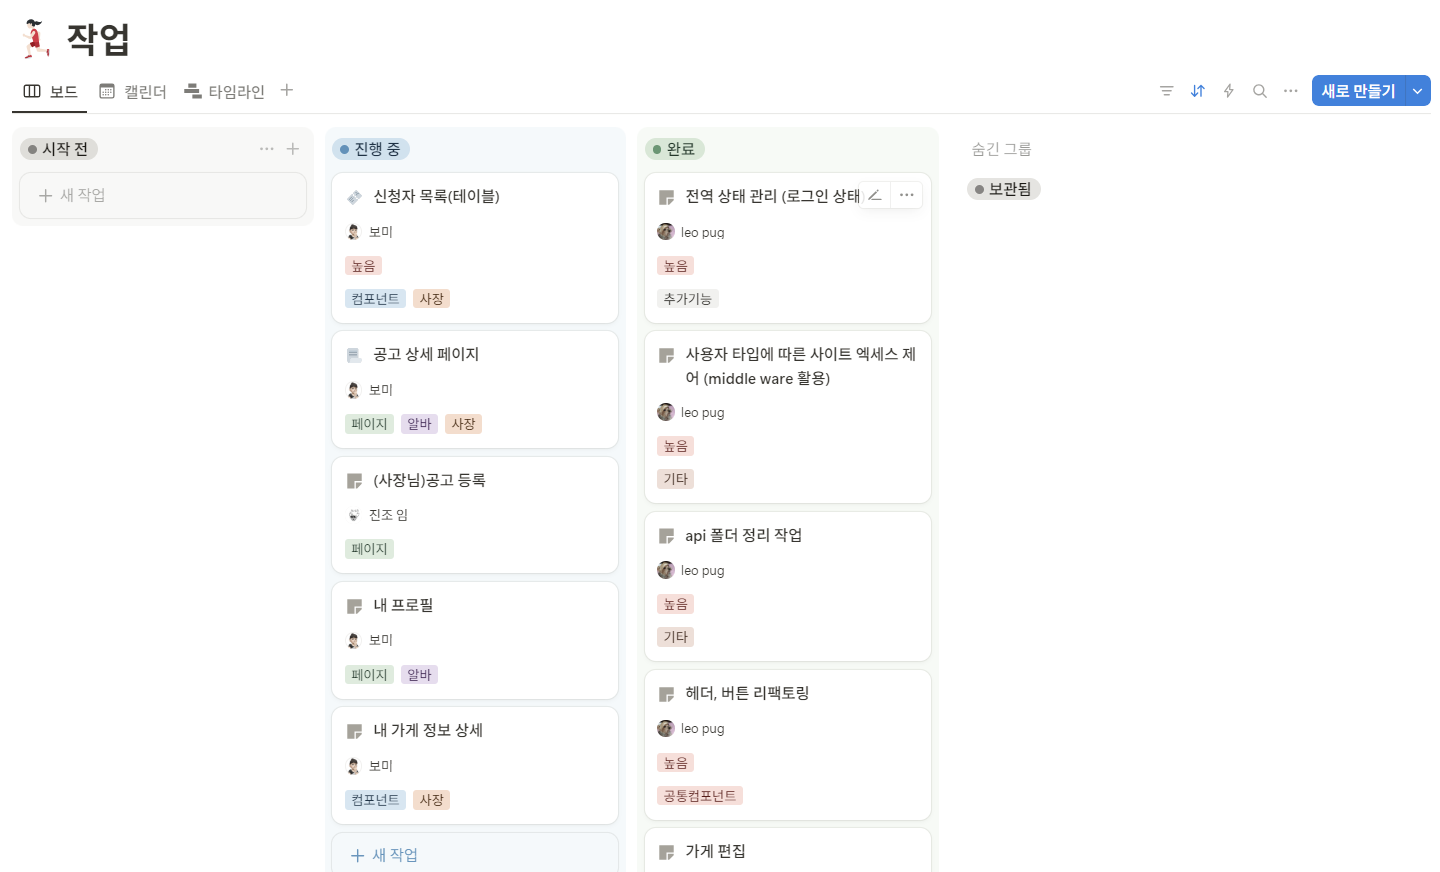 작업
보드
캘린더
타임라인
새로 만들기
시작 전
새 작업
진행 중
신청자 목록(테이블)
보미
높음
컴포넌트 사장
공고 상세 페이지
보미
페이지 알바 사장
(사장님)공고 등록
진조 임
페이지
내 프로필
보미
페이지 알바
내 가게 정보 상세
보미
컴포넌트 사장
새 작업
완료
전역 상태 관리 (로그인 상태)
leo pug
높음
추가기능
사용자 타입에 따른 사이트 엑세스 제
어 (middle ware 활용)
leo pug
높음
기타
api 폴더 정리 작업
leo pug
높음
기타
헤더, 버튼 리팩토링
leo pug
높음
공통컴포넌트
가게 편집
숨긴 그룹
보관됨